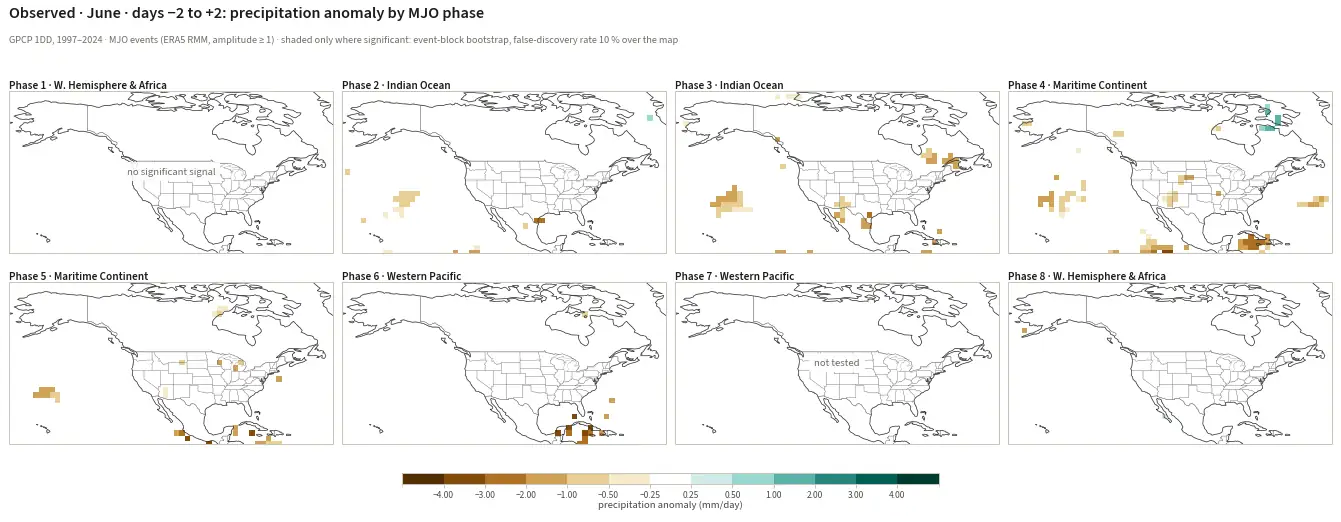 Observed · June · days −2 to +2: precipitation anomaly by MJO phase
GPCP 1DD, 1997–2024 · MJO events (ERA5 RMM, amplitude ≥ 1) · shaded only where significant: event-block bootstrap, false-discovery rate 10 % over the map
Phase 1 · W. Hemisphere & Africa
Phase 2 · Indian Ocean
Phase 3 · Indian Ocean
Phase 4 · Maritime Continent
no significant signal
Phase 5 · Maritime Continent
Phase 6 · Western Pacific
Phase 7 · Western Pacific
Phase 8 · W. Hemisphere & Africa
not tested
−4.00 −3.00 −2.00 −1.00 −0.50 −0.25 0.25 0.50 1.00 2.00 3.00 4.00
precipitation anomaly (mm/day)